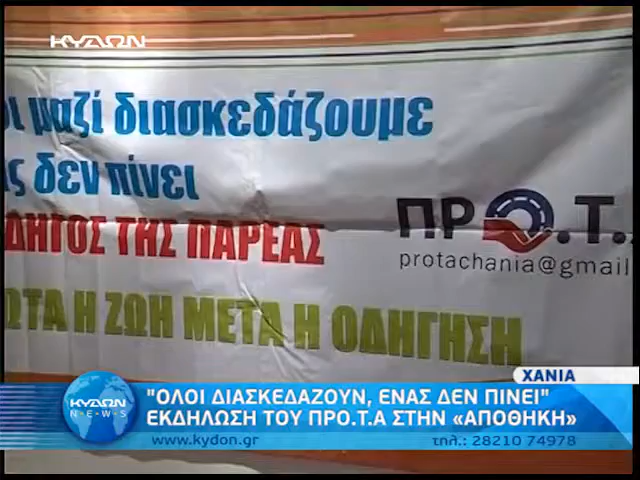 ΚΥΔΩΝ
οι μαζί διασκεδάζουμε
ς δεν πίνει
ΔΗΓΟΣ ΤΗΣ ΠΑΡΕΑΣ
ΠΡΟ.Τ.
protachania@gmail
ΩΤΑ Η ΖΩΗ ΜΕΤΑ Η ΟΔΗΓΗΣΗ
ΧΑΝΙΑ
ΚΥΔΩΝ
NEWS
"ΟΛΟΙ ΔΙΑΣΚΕΔΑΖΟΥΝ, ΕΝΑΣ ΔΕΝ ΠΙΝΕΙ"
ΕΚΔΗΛΩΣΗ ΤΟΥ ΠΡΟ.Τ.Α ΣΤΗΝ «ΑΠΟΘΗΚΗ»
www.kydon.gr
τηλ.: 28210 74978